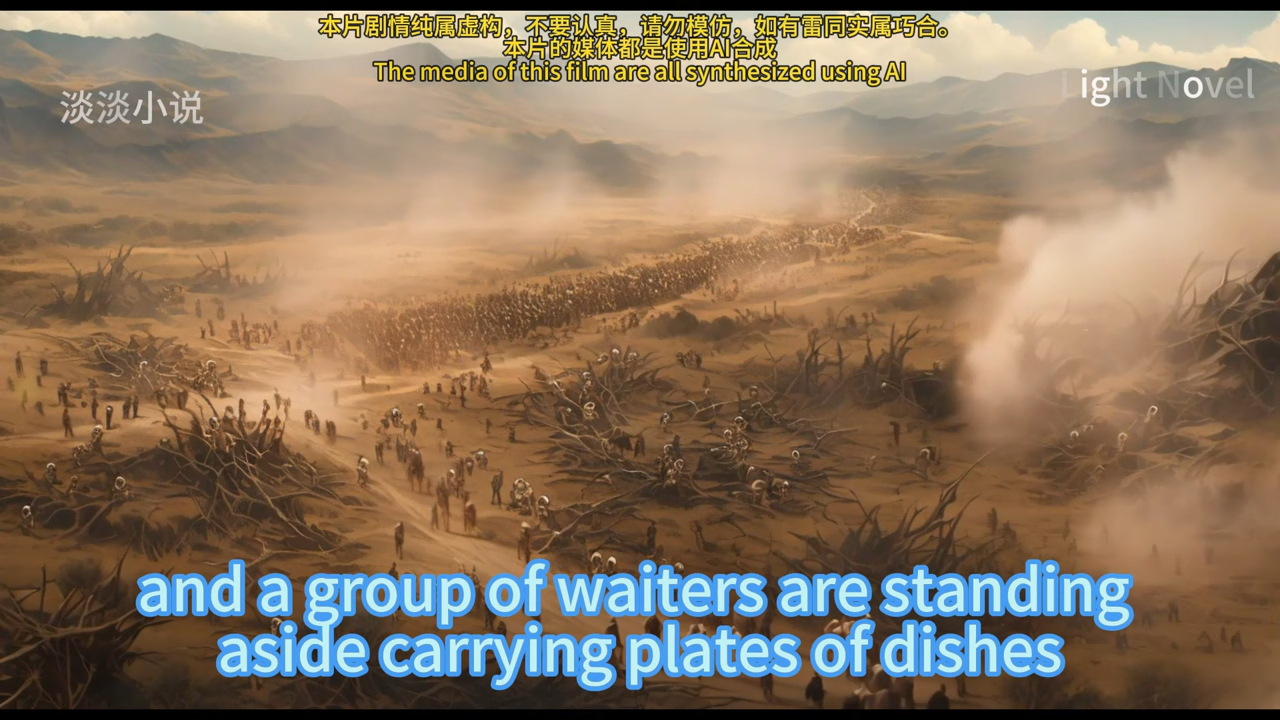 本片剧情纯属虚构，不要认真，请勿模仿，如有雷同实属巧合。
本片的媒体都是使用AI合成
The media of this film are all synthesized using AI
淡淡小说
Light Novel
and a group of waiters are standing
aside carrying plates of dishes